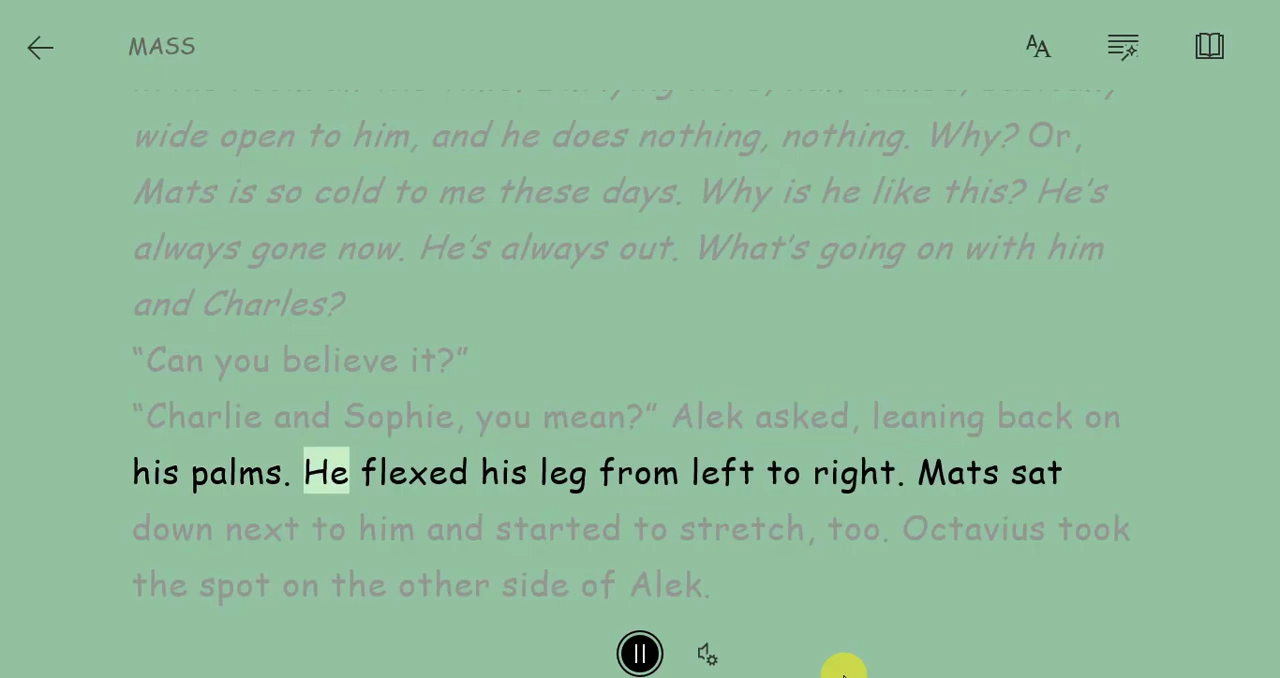 MASS
wide open to him, and he does nothing, nothing. Why? Or,
Mats is so cold to me these days. Why is he like this? He’s
always gone now. He’s always out. What’s going on with him
and Charles?
“Can you believe it?”
“Charlie and Sophie, you mean?” Alek asked, leaning back on
his palms. He flexed his leg from left to right. Mats sat
down next to him and started to stretch, too. Octavius took
the spot on the other side of Alek.